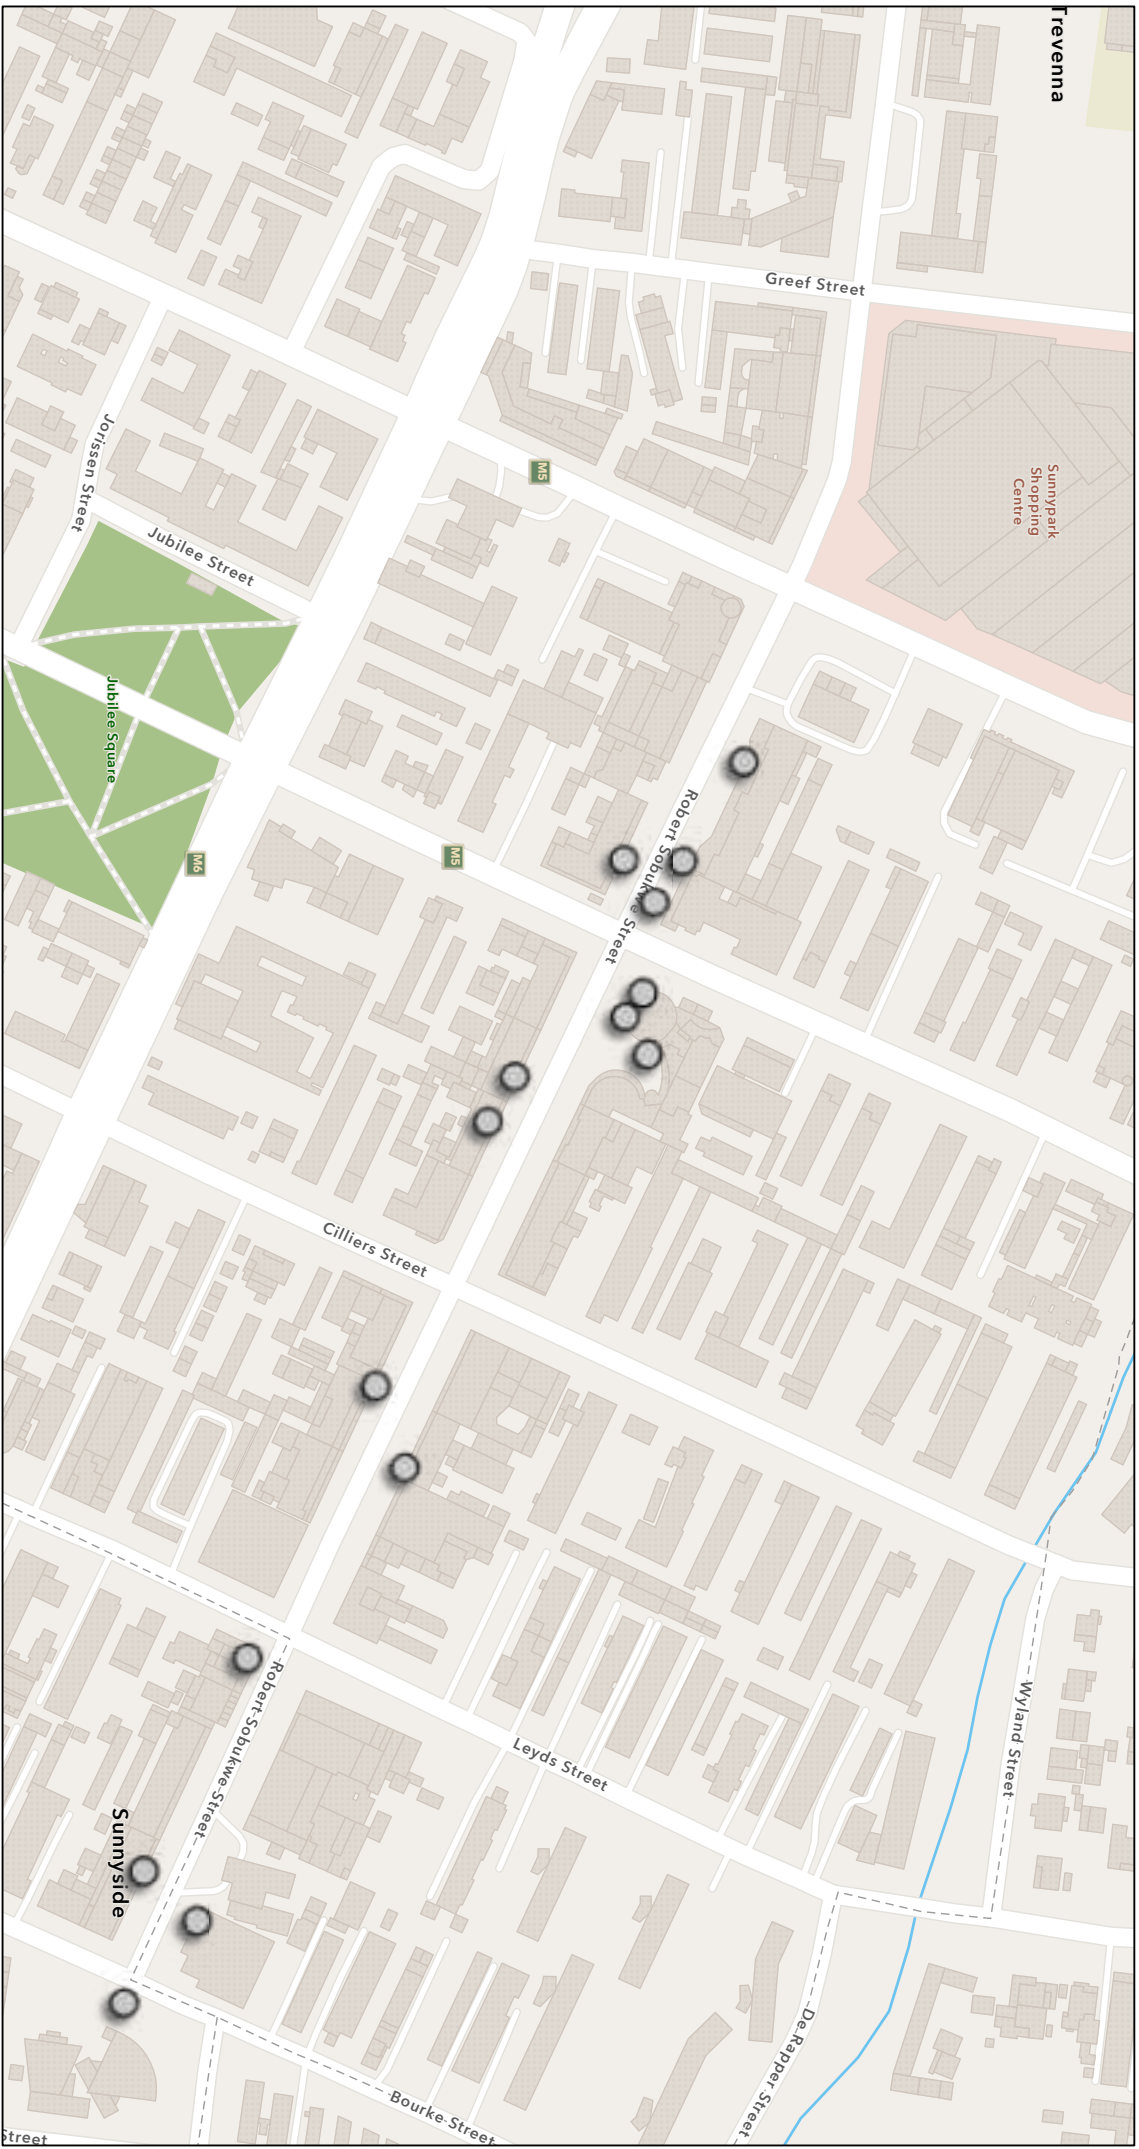 Trevenna
Greef Street
Jorissen Street
M5
Sunnypark
Shopping
Centre
Jubilee Street
Jubilee Square
Robert Sobukwe Street
M6
M5
Cilliers Street
Robert Sobukwe Street
Wyland Street
Leyds Street
Sunnyside
De Rapper Street
Bourke Street
Street